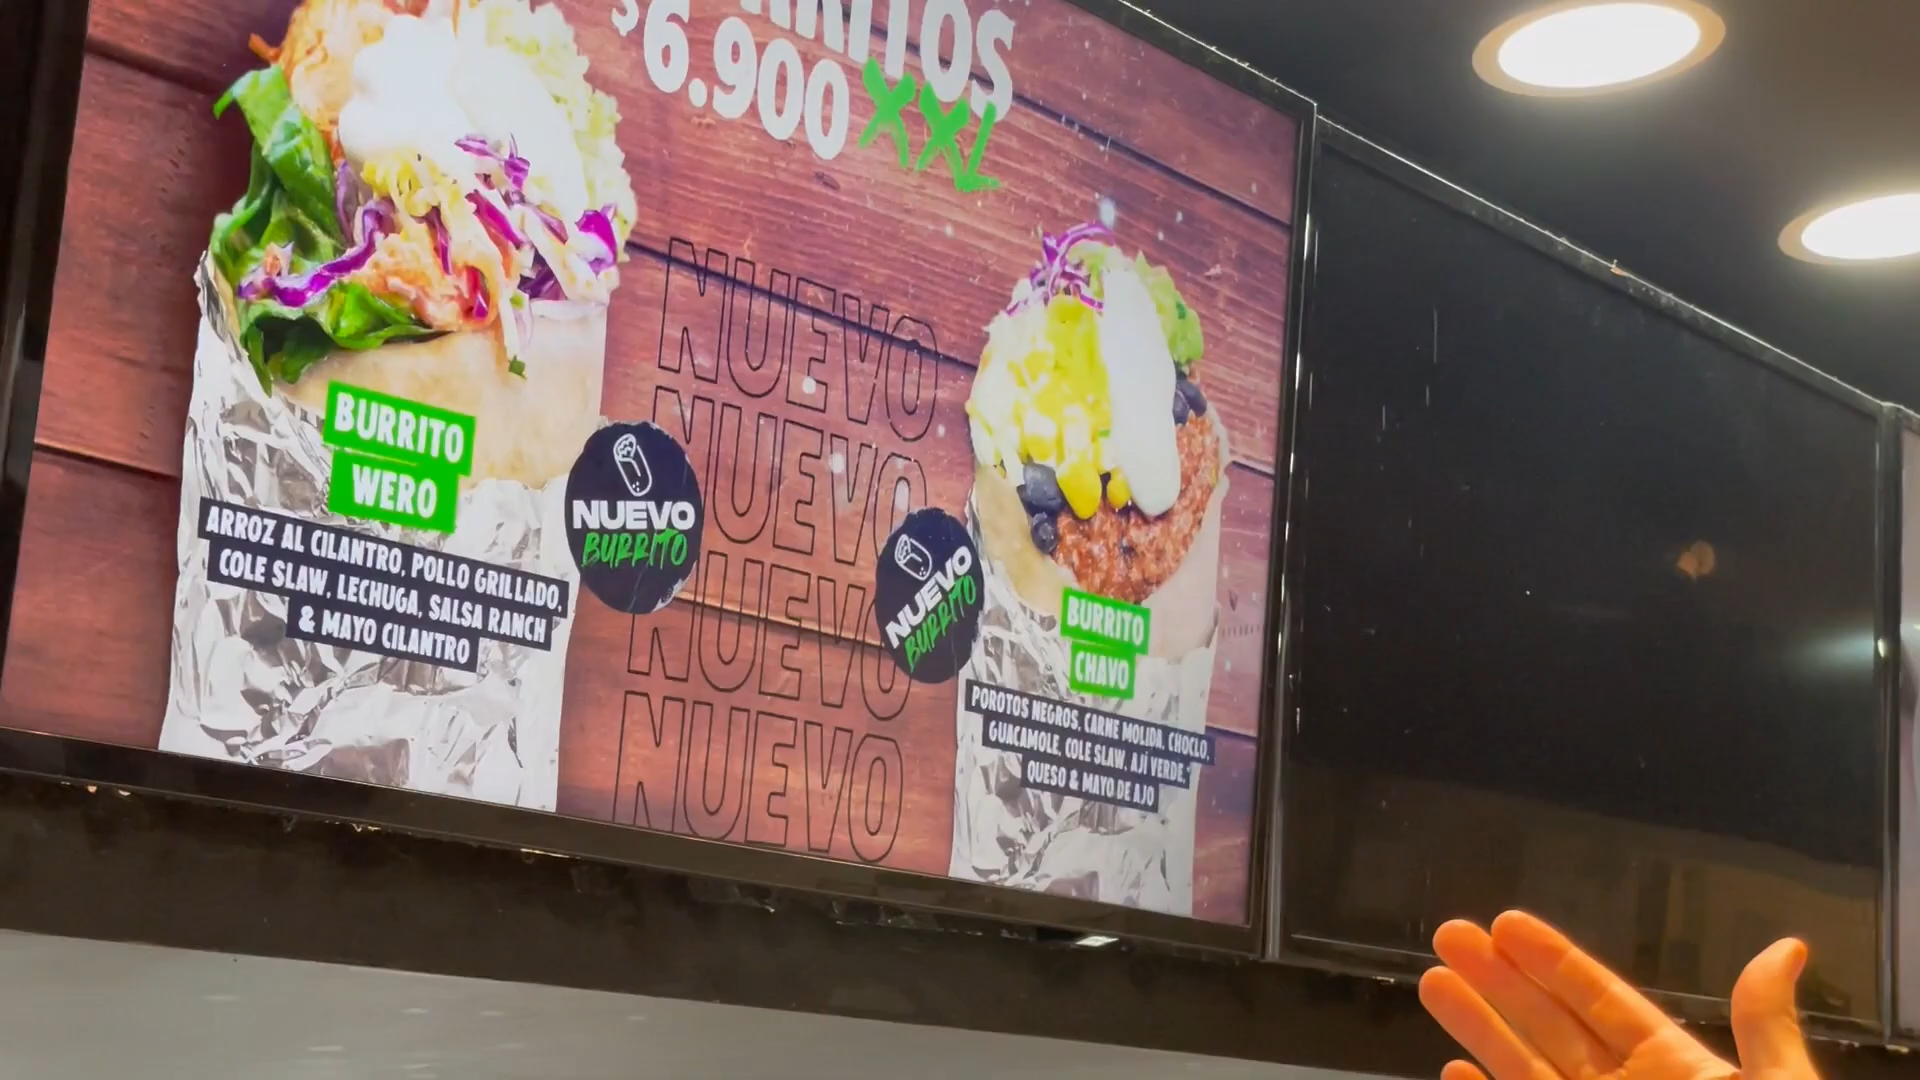 $6.900 XXL
NUEVO
NUEVO
NUEVO
NUEVO
BURRITO
WERO
ARROZ AL CILANTRO, POLLO GRILLADO,
COLE SLAW, LECHUGA, SALSA RANCH
& MAYO CILANTRO
NUEVO
BURRITO
NUEVO
BURRITO
BURRITO
CHAVO
POROTOS NEGROS, CARNE MOLIDA, CHOCLO,
GUACAMOLE, COLE SLAW, AJÍ VERDE,
QUESO & MAYO DE AJO